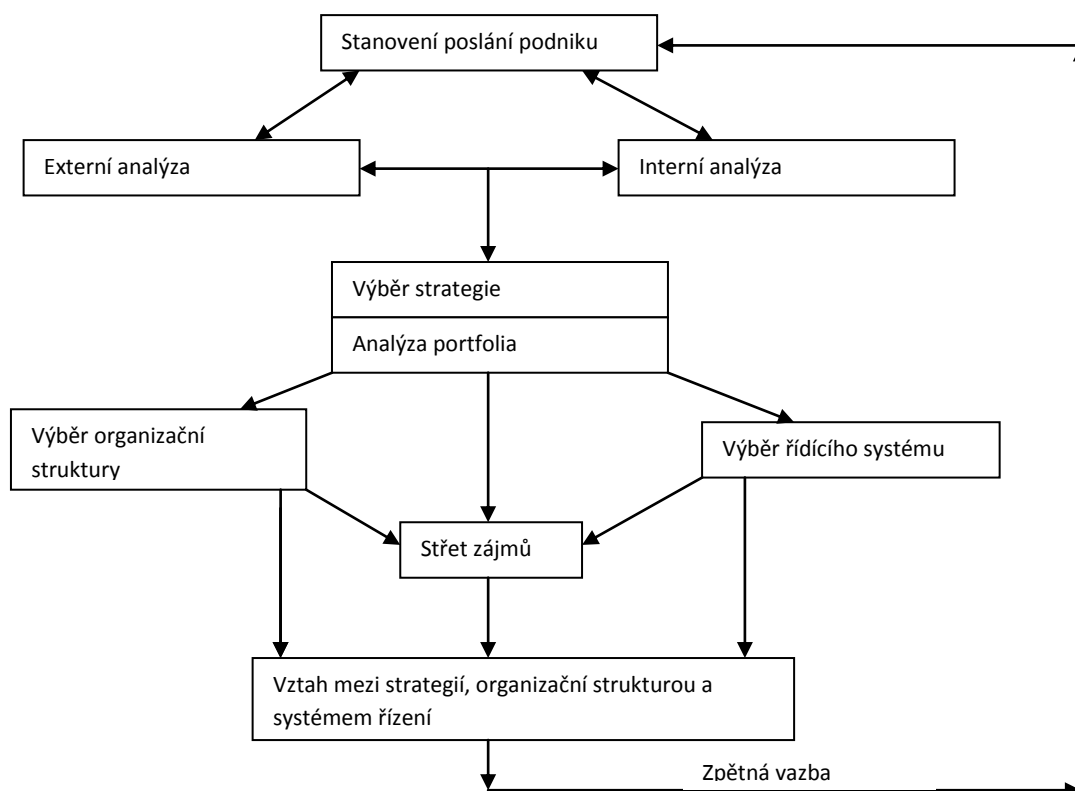 Stanovení poslání podniku
Externí analýza
Interní analýza
Výběr strategie
Analýza portfolia
Výběr organizační
struktury
Výběr řídícího systému
Střet zájmů
Vztah mezi strategií, organizační strukturou a
systémem řízení
Zpětná vazba